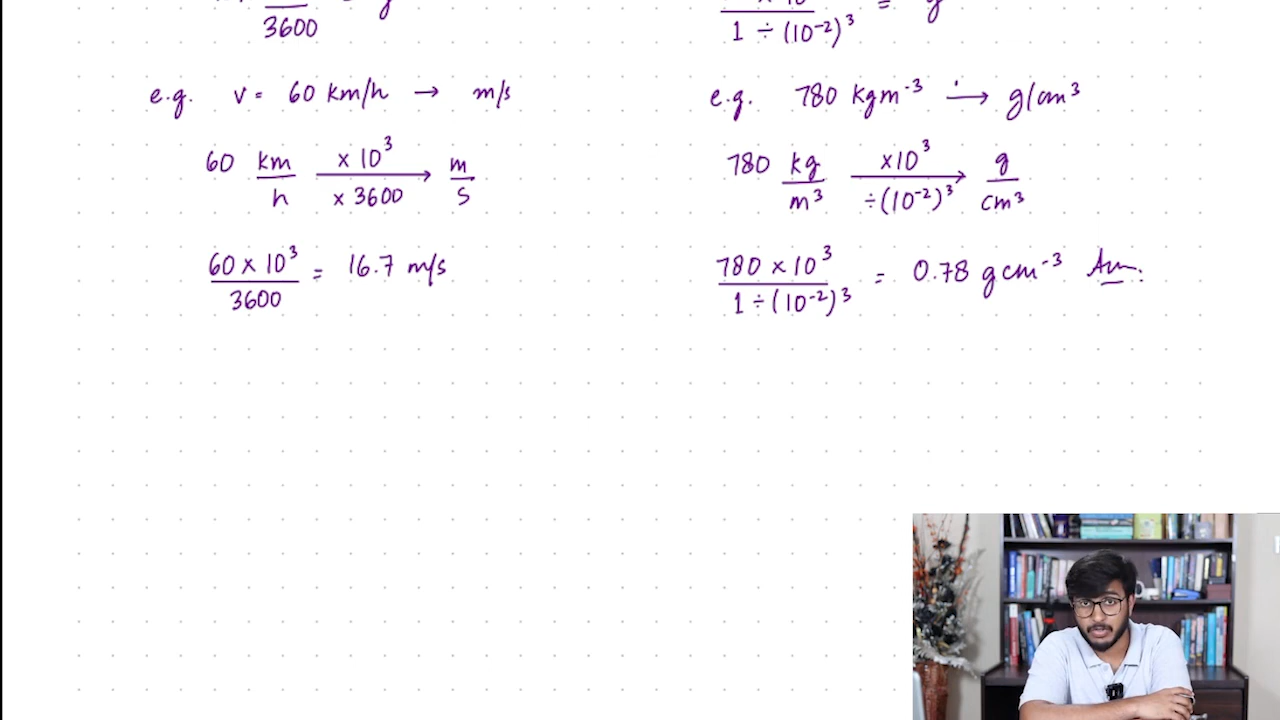 3600
1 ÷ (10⁻²)³ = g
e.g. v = 60 km/h → m/s
60 km/h × 10³ / × 3600 → m/s
60 × 10³ / 3600 = 16.7 m/s
e.g. 780 kgm⁻³ → g/cm³
780 kg/m³ ×10³ / ÷(10⁻²)³ → g/cm³
780 × 10³ / 1 ÷ (10⁻²)³ = 0.78 gcm⁻³ Ans.